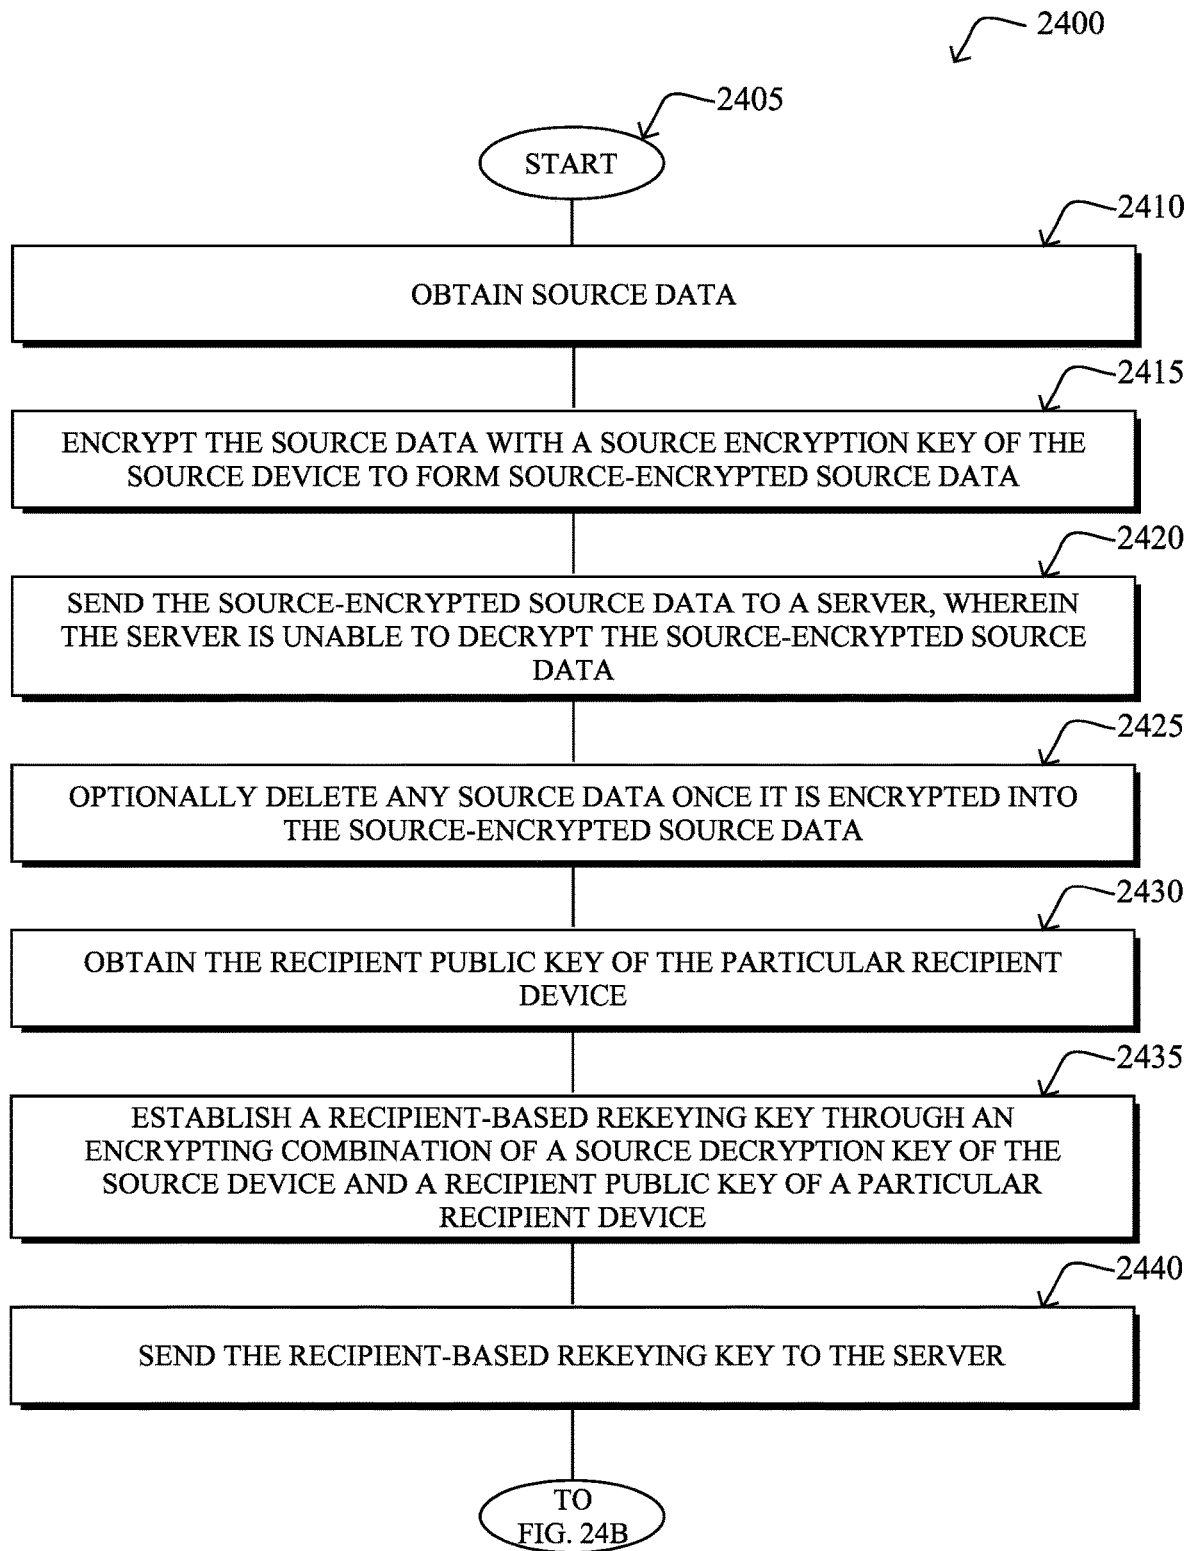 2400
2405
START
2410
OBTAIN SOURCE DATA
2415
ENCRYPT THE SOURCE DATA WITH A SOURCE ENCRYPTION KEY OF THE
SOURCE DEVICE TO FORM SOURCE-ENCRYPTED SOURCE DATA
2420
SEND THE SOURCE-ENCRYPTED SOURCE DATA TO A SERVER, WHEREIN
THE SERVER IS UNABLE TO DECRYPT THE SOURCE-ENCRYPTED SOURCE
DATA
2425
OPTIONALLY DELETE ANY SOURCE DATA ONCE IT IS ENCRYPTED INTO
THE SOURCE-ENCRYPTED SOURCE DATA
2430
OBTAIN THE RECIPIENT PUBLIC KEY OF THE PARTICULAR RECIPIENT
DEVICE
2435
ESTABLISH A RECIPIENT-BASED REKEYING KEY THROUGH AN
ENCRYPTING COMBINATION OF A SOURCE DECRYPTION KEY OF THE
SOURCE DEVICE AND A RECIPIENT PUBLIC KEY OF A PARTICULAR
RECIPIENT DEVICE
2440
SEND THE RECIPIENT-BASED REKEYING KEY TO THE SERVER
TO
FIG. 24B